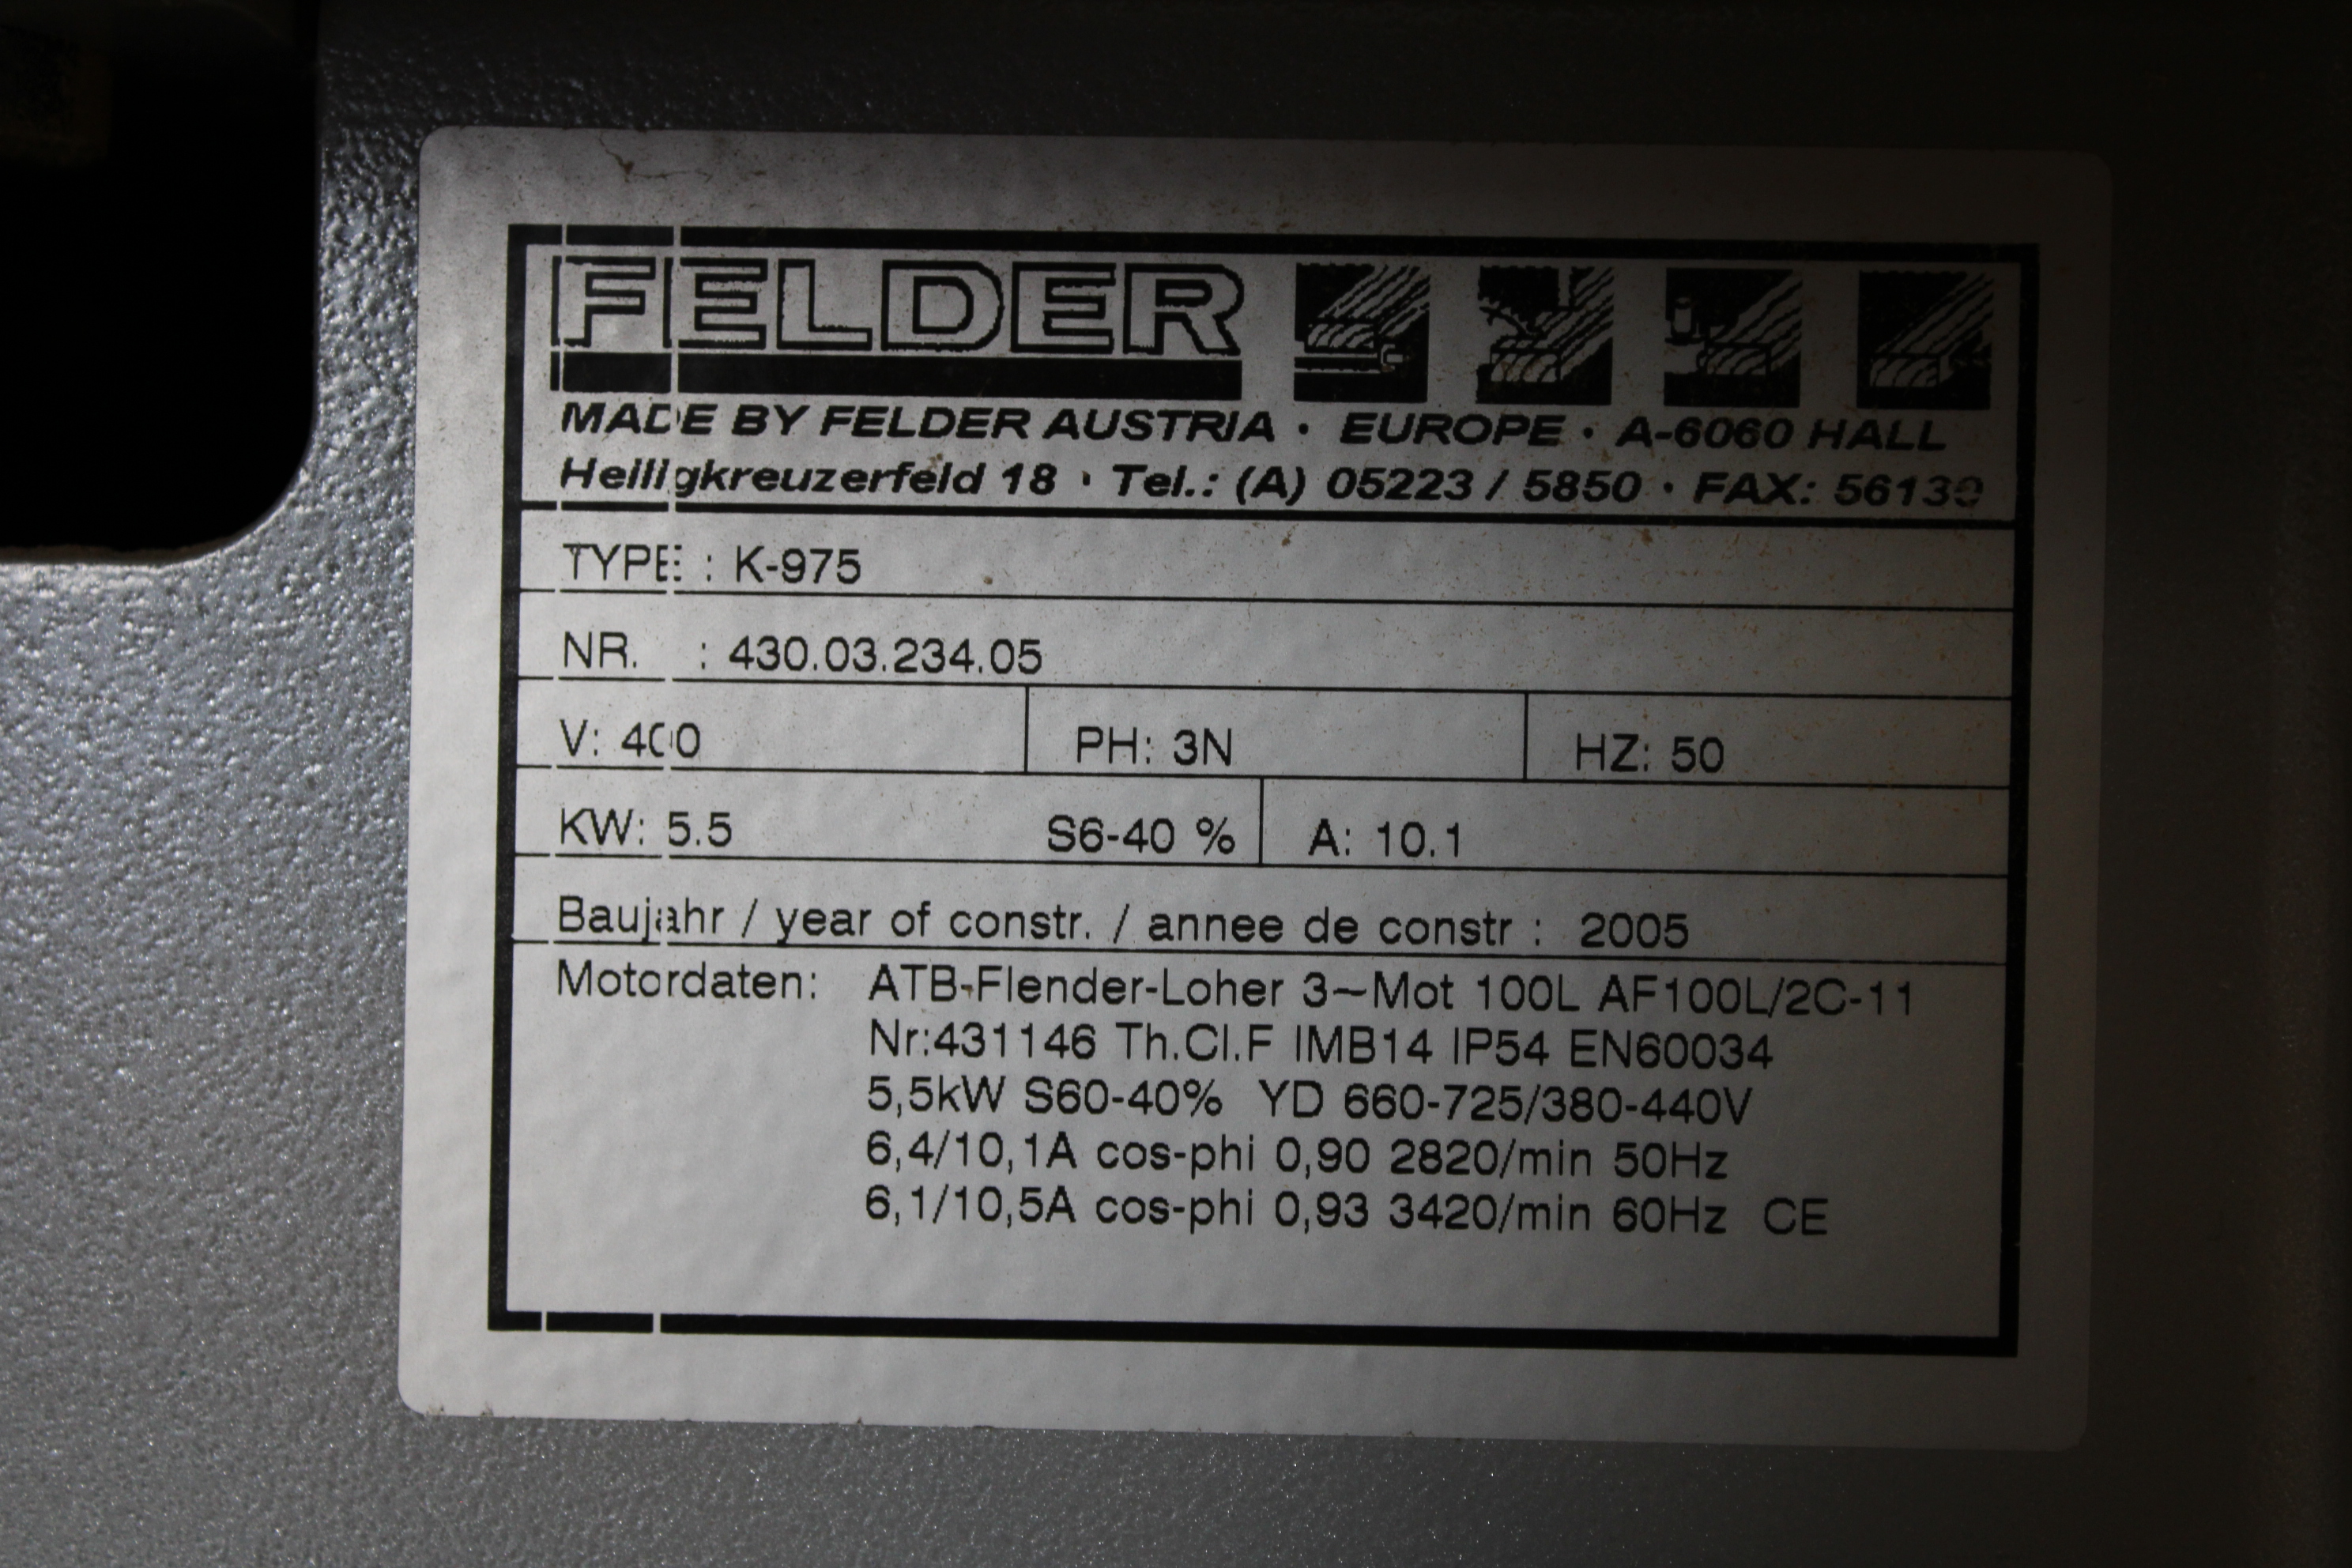 FELDER
MADE BY FELDER AUSTRIA · EUROPE · A-6060 HALL
Heiligkreuzerfeld 18 · Tel.: (A) 05223 / 5850 · FAX: 56130
TYPE : K-975
NR. : 430.03.234.05
V: 400 PH: 3N HZ: 50
KW: 5.5 S6-40 % A: 10.1
Baujahr / year of constr. / annee de constr : 2005
Motordaten: ATB-Flender-Loher 3~Mot 100L AF100L/2C-11
Nr:431146 Th.Cl.F IMB14 IP54 EN60034
5,5kW S60-40% YD 660-725/380-440V
6,4/10,1A cos-phi 0,90 2820/min 50Hz
6,1/10,5A cos-phi 0,93 3420/min 60Hz CE